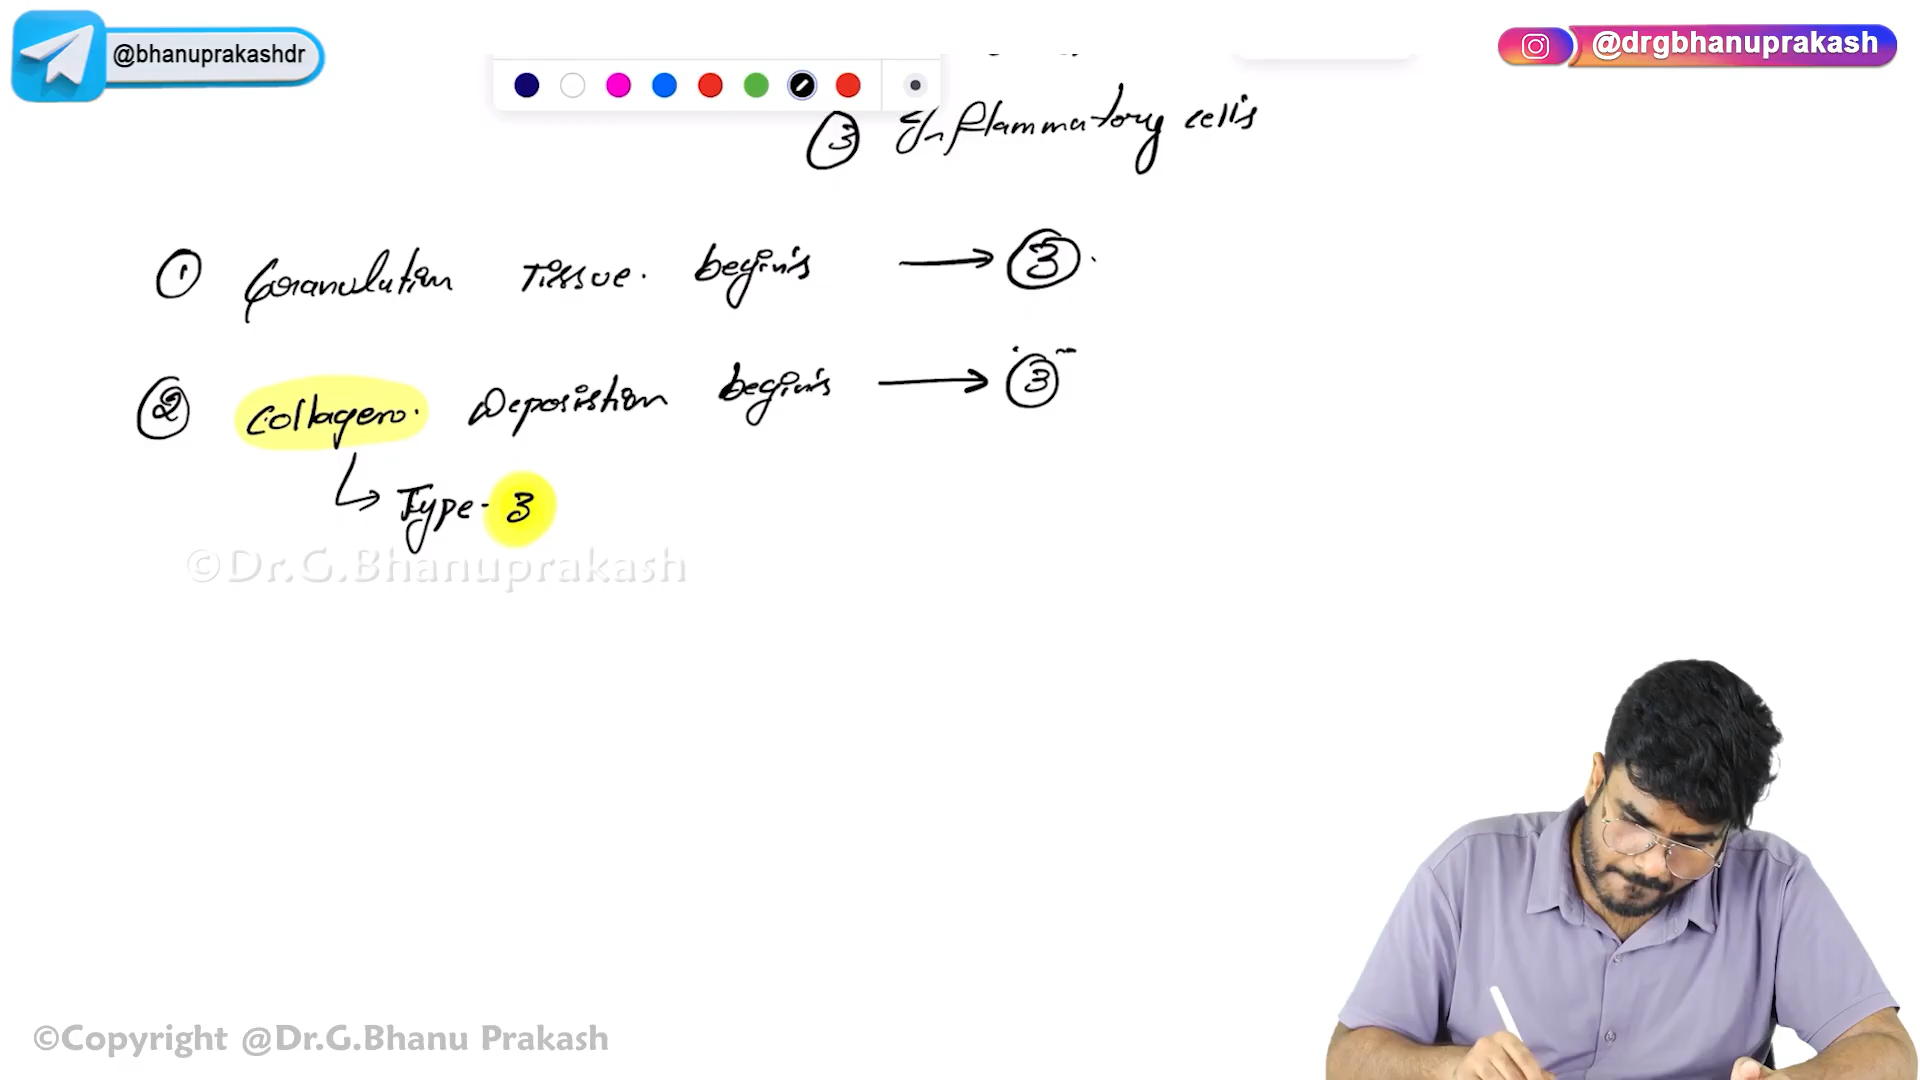 @bhanuprakashdr
@drgbhanuprakash
3 Inflammatory cells
1 Granulation Tissue. begins → 3.
2 Collagen. Deposistion begins → 3
Type-3
©Dr.G.Bhanuprakash
©Copyright @Dr.G.Bhanu Prakash